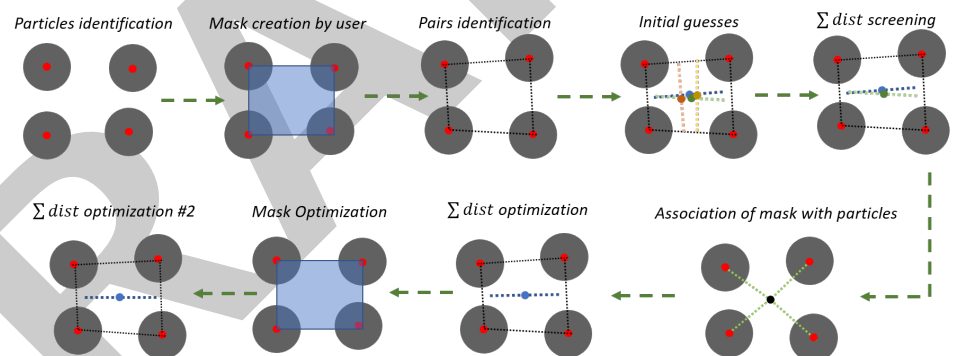 Particles identification
Mask creation by user
Pairs identification
Initial guesses
∑ dist screening
∑ dist optimization #2
Mask Optimization
∑ dist optimization
Association of mask with particles